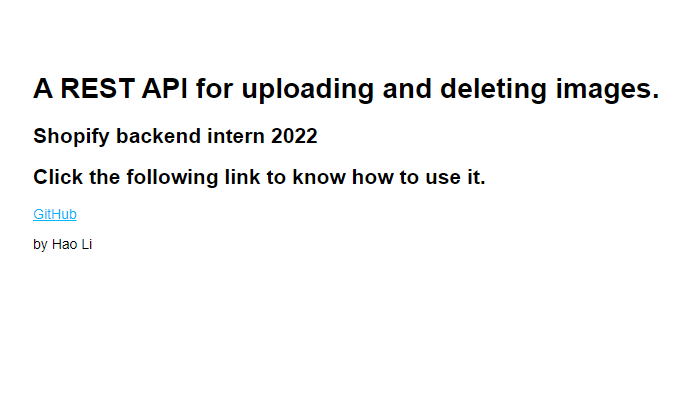 A REST API for uploading and deleting images.
Shopify backend intern 2022
Click the following link to know how to use it.
GitHub
by Hao Li